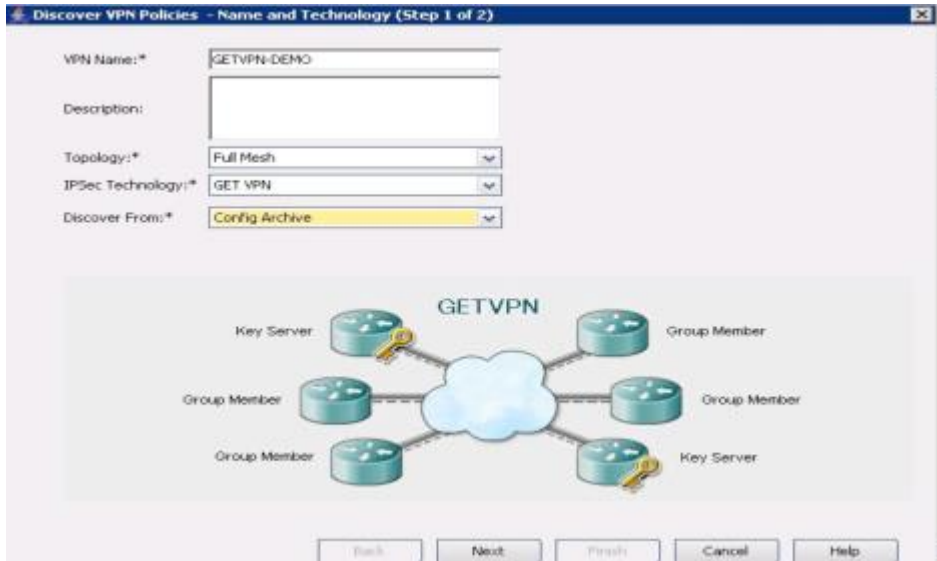 Discover VPN Policies - Name and Technology (Step 1 of 2)
VPN Name:* GETVPN-DEMO
Description:
Topology:* Full Mesh
IPSec Technology:* GET VPN
Discover From:* Config Archive
GETVPN
Key Server
Group Member
Group Member
Group Member
Group Member
Key Server
Back Next Finish Cancel Help